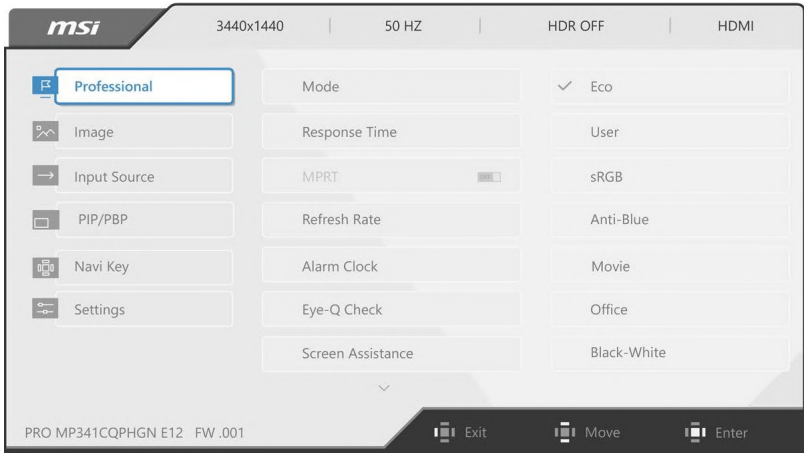 msi 3440x1440 50 HZ HDR OFF HDMI
Professional Mode Eco
Image Response Time User
Input Source MPRT OFF sRGB
PIP/PBP Refresh Rate Anti-Blue
Navi Key Alarm Clock Movie
Settings Eye-Q Check Office
Screen Assistance Black-White
PRO MP341CQPHGN E12 FW .001 Exit Move Enter